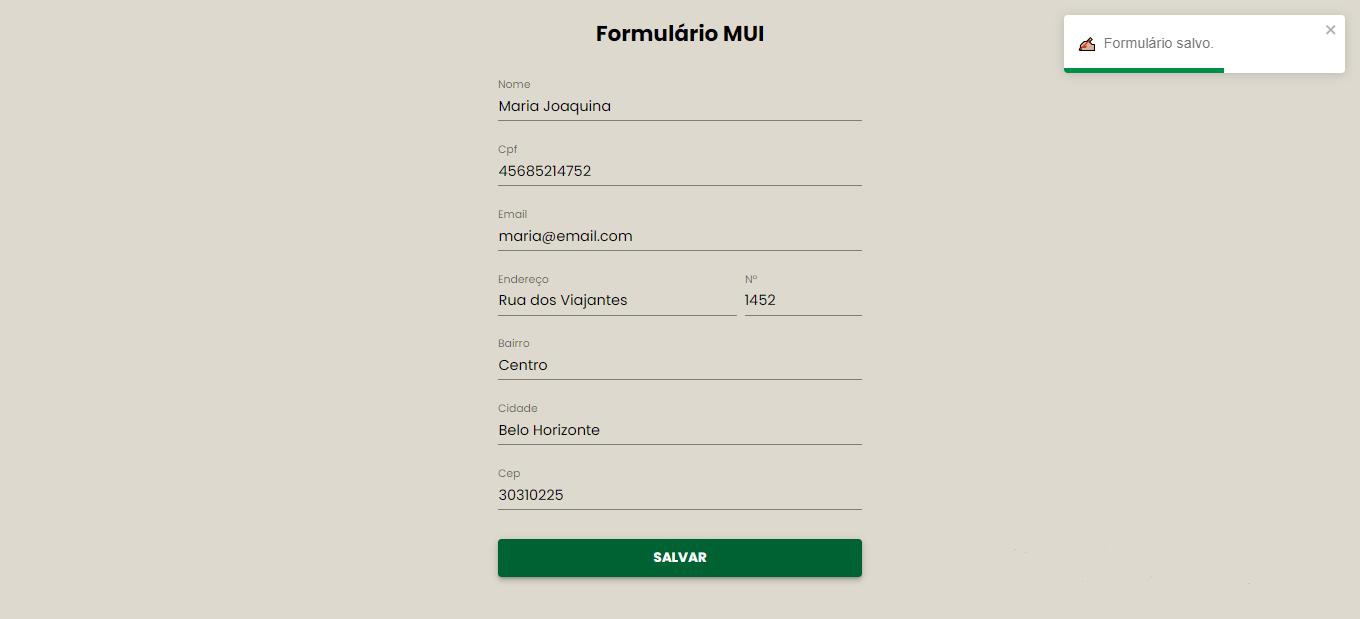 Formulário MUI
✍ Formulário salvo.
×
Nome
Maria Joaquina
Cpf
45685214752
Email
maria@email.com
Endereço Nº
Rua dos Viajantes 1452
Bairro
Centro
Cidade
Belo Horizonte
Cep
30310225
SALVAR